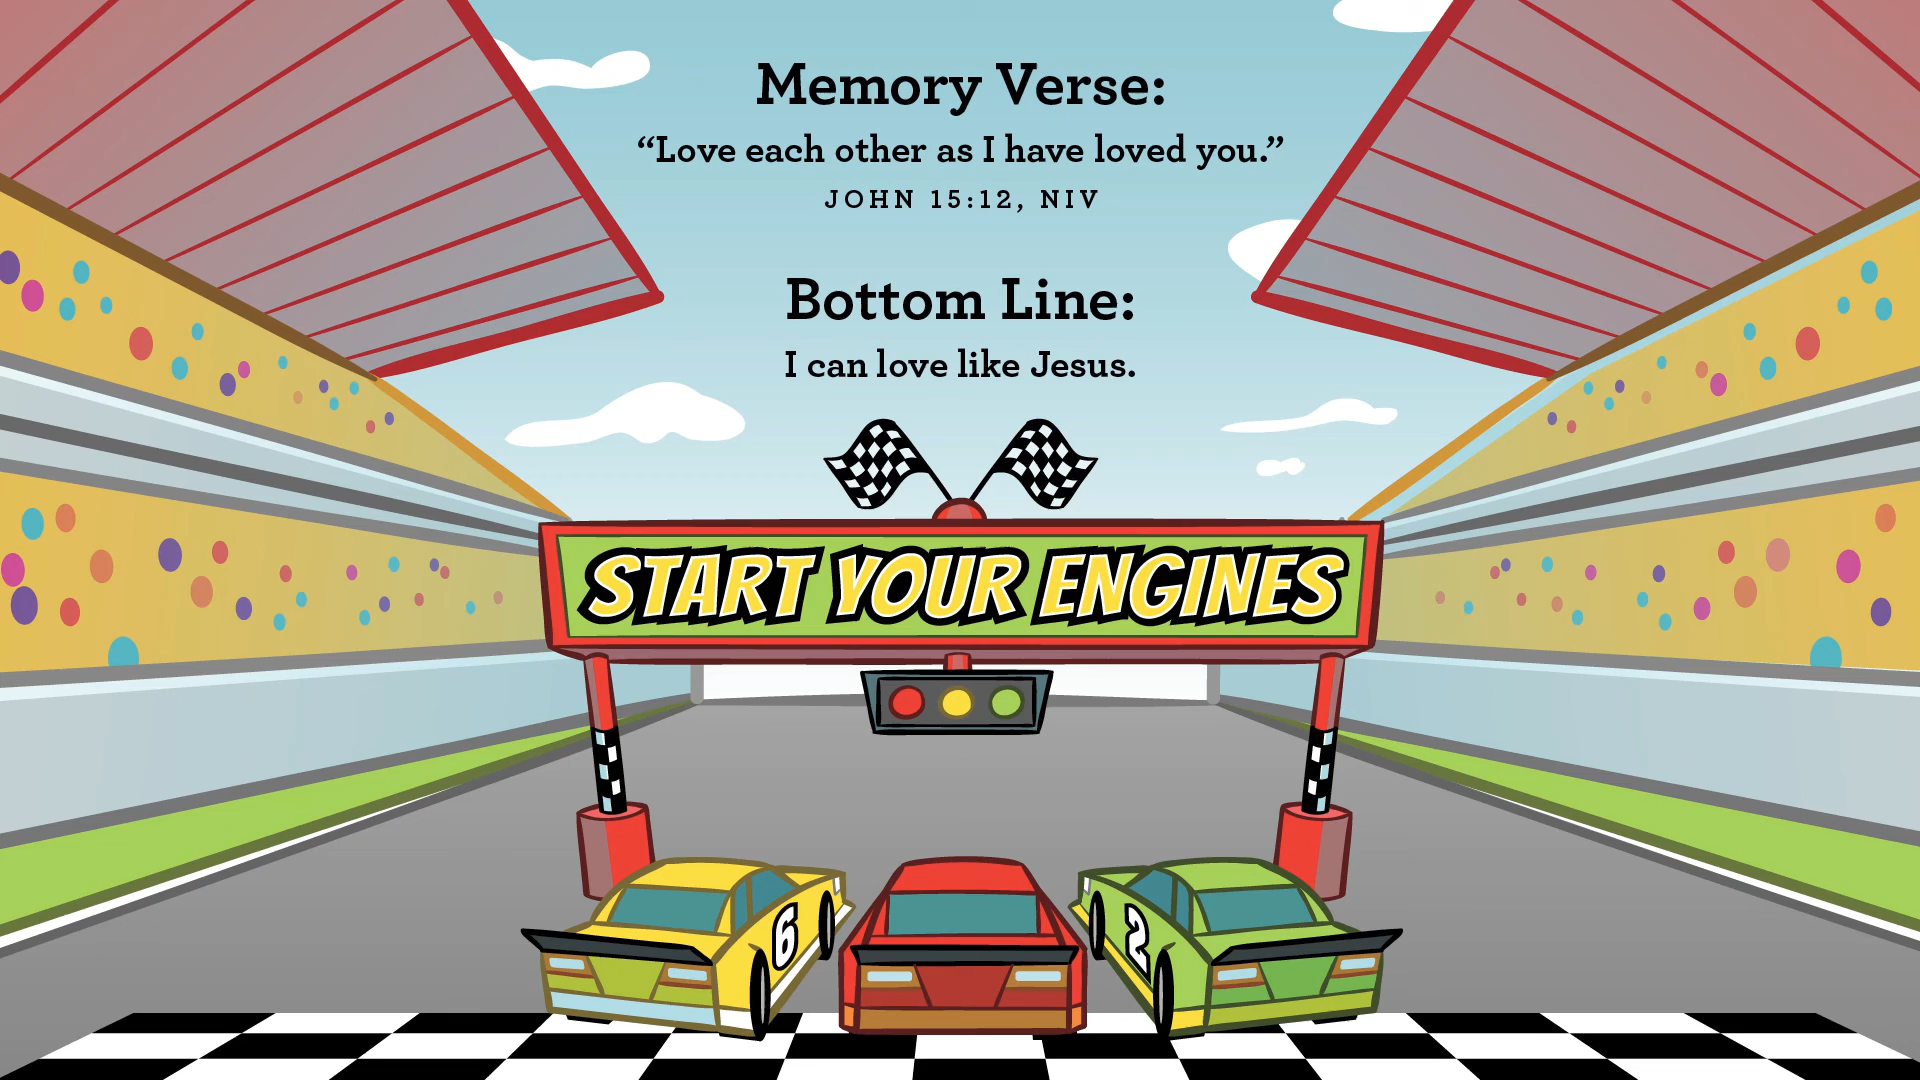 Memory Verse:
“Love each other as I have loved you.”
JOHN 15:12, NIV
Bottom Line:
I can love like Jesus.
START YOUR ENGINES
6
2